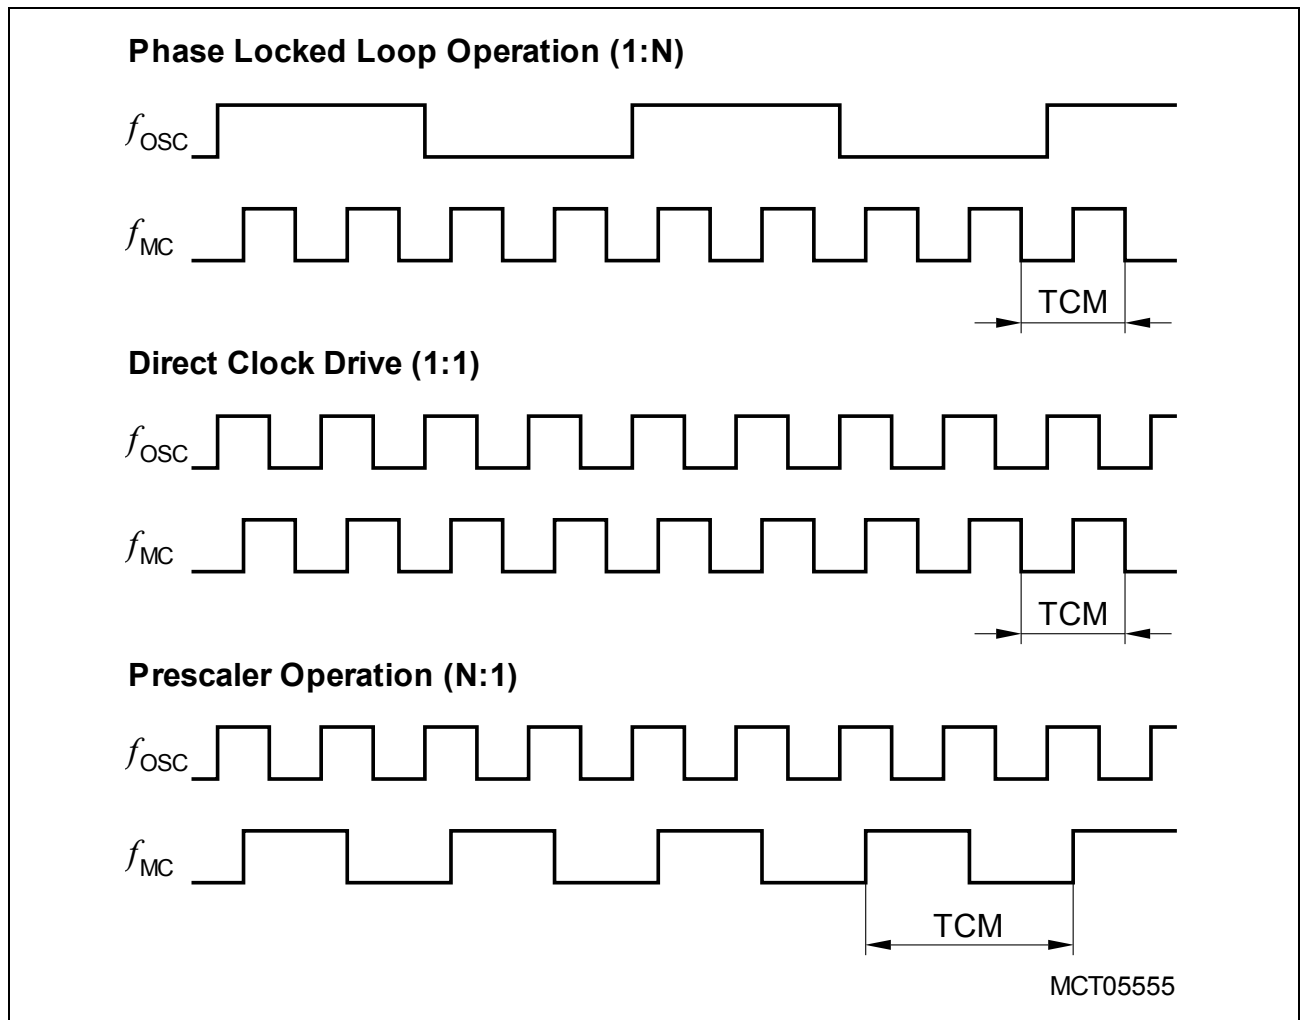 Phase Locked Loop Operation (1:N)
fOSC
fMC
TCM
Direct Clock Drive (1:1)
fOSC
fMC
TCM
Prescaler Operation (N:1)
fOSC
fMC
TCM
MCT05555